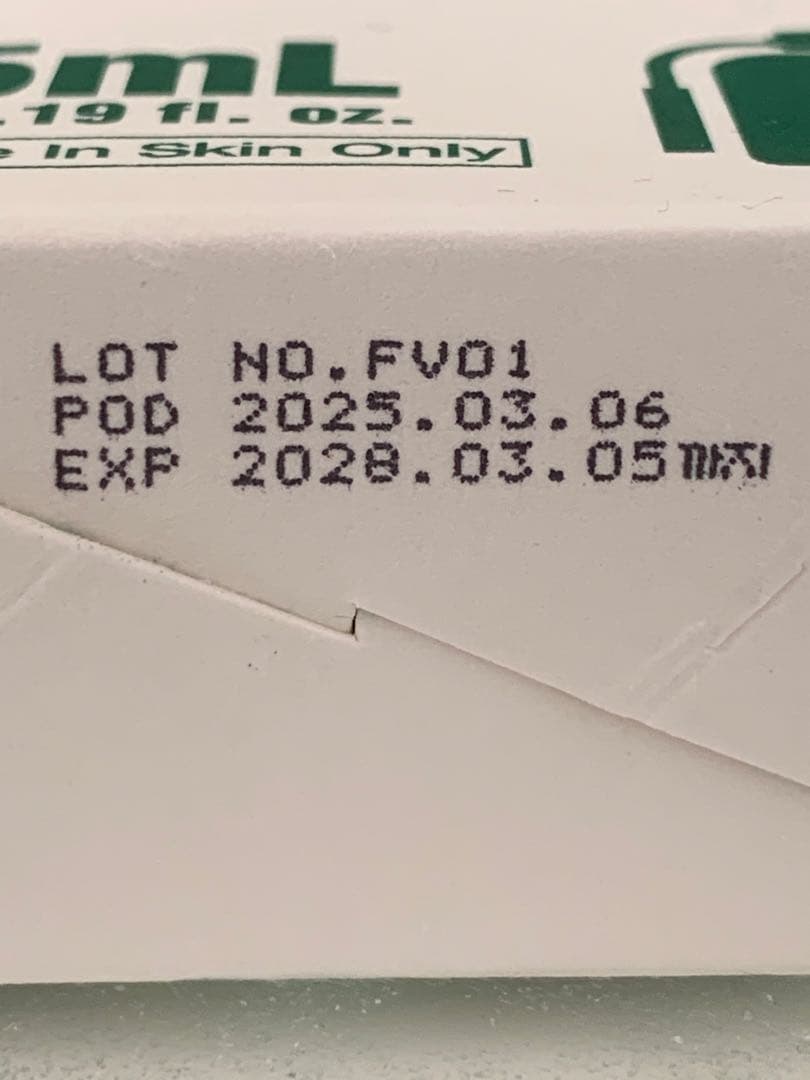 5mL
.19 fl. oz.
In Skin Only
LOT NO.FV01
POD 2025.03.06
EXP 2028.03.05까지